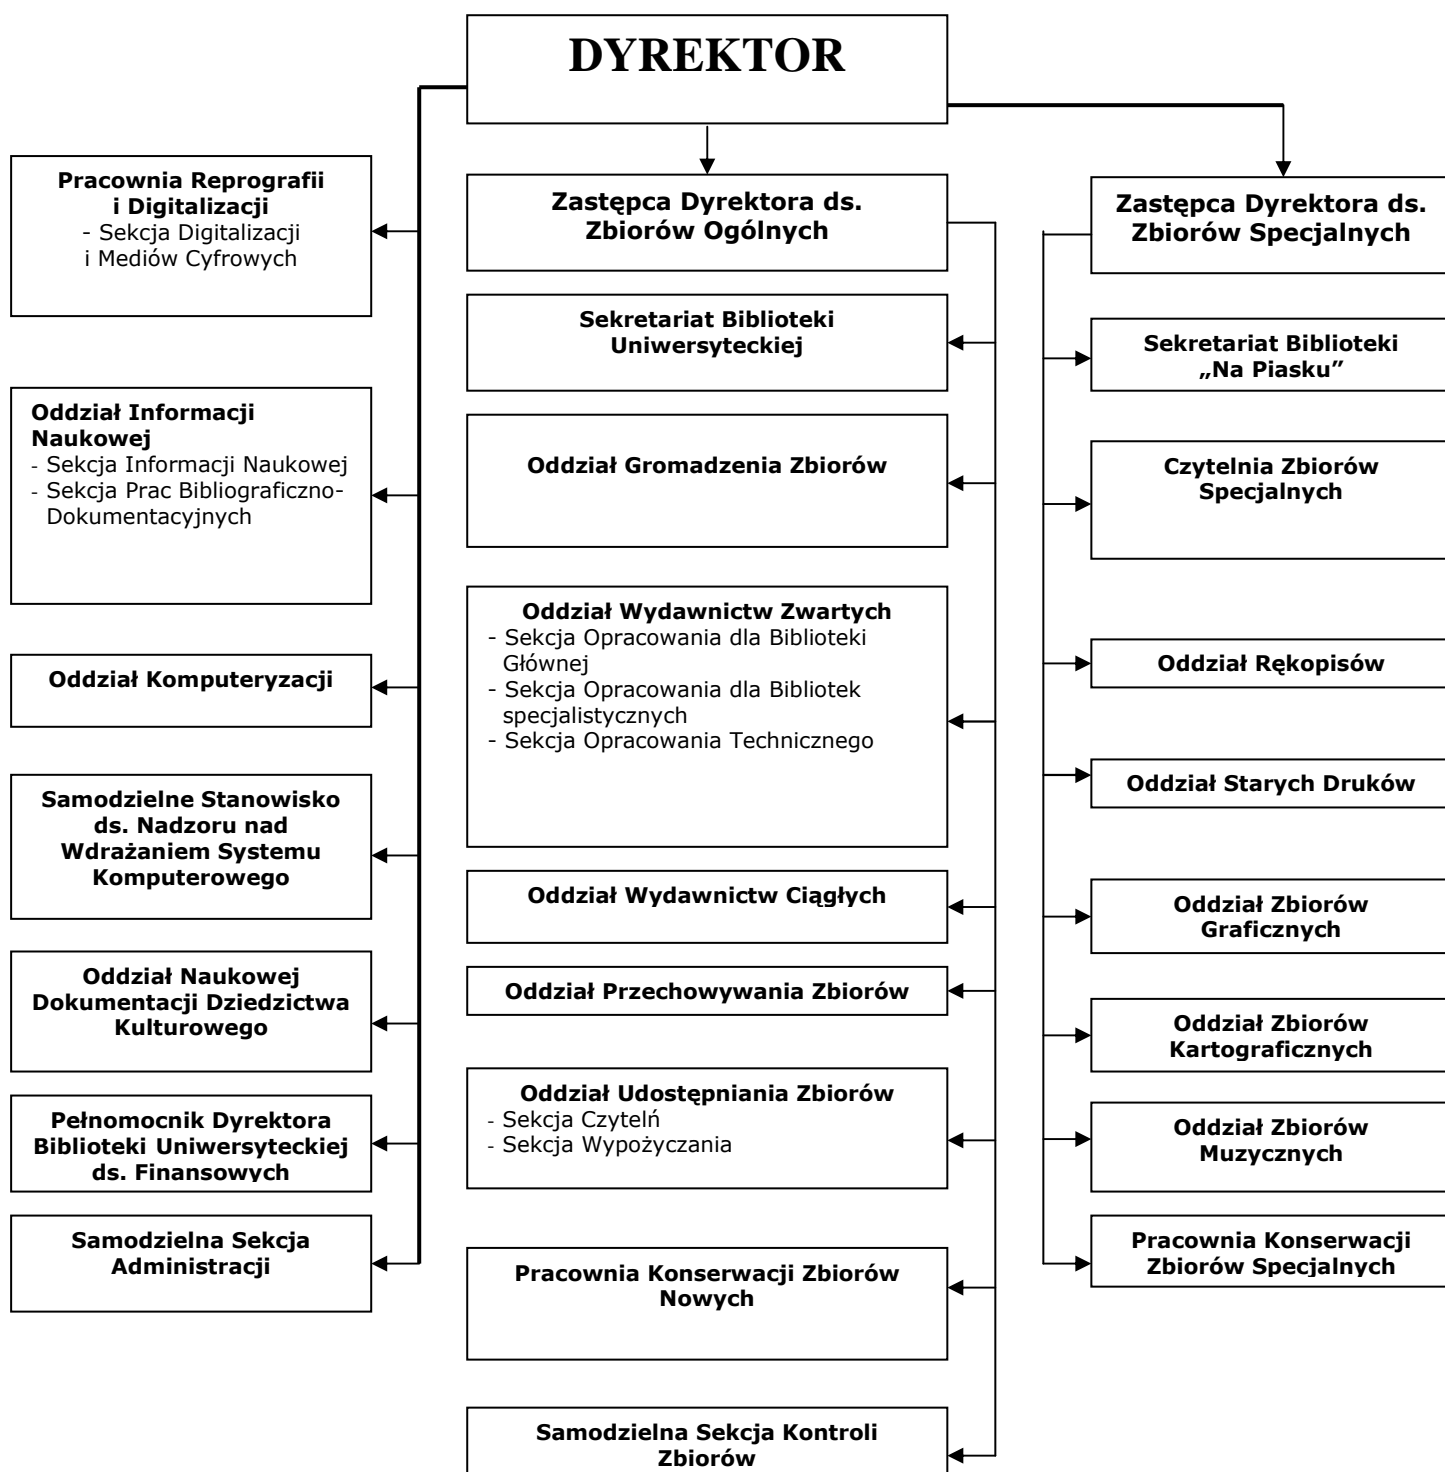 DYREKTOR
Pracownia Reprografii
i Digitalizacji
- Sekcja Digitalizacji
i Mediów Cyfrowych
Oddział Informacji
Naukowej
- Sekcja Informacji Naukowej
- Sekcja Prac Bibliograficzno-
Dokumentacyjnych
Oddział Komputeryzacji
Samodzielne Stanowisko
ds. Nadzoru nad
Wdrażaniem Systemu
Komputerowego
Oddział Naukowej
Dokumentacji Dziedzictwa
Kulturowego
Pełnomocnik Dyrektora
Biblioteki Uniwersyteckiej
ds. Finansowych
Samodzielna Sekcja
Administracji
Zastępca Dyrektora ds.
Zbiorów Ogólnych
Sekretariat Biblioteki
Uniwersyteckiej
Oddział Gromadzenia Zbiorów
Oddział Wydawnictw Zwartych
- Sekcja Opracowania dla Biblioteki
Głównej
- Sekcja Opracowania dla Bibliotek
specjalistycznych
- Sekcja Opracowania Technicznego
Oddział Wydawnictw Ciągłych
Oddział Przechowywania Zbiorów
Oddział Udostępniania Zbiorów
- Sekcja Czytelń
- Sekcja Wypożyczania
Pracownia Konserwacji Zbiorów
Nowych
Samodzielna Sekcja Kontroli
Zbiorów
Zastępca Dyrektora ds.
Zbiorów Specjalnych
Sekretariat Biblioteki
„Na Piasku”
Czytelnia Zbiorów
Specjalnych
Oddział Rękopisów
Oddział Starych Druków
Oddział Zbiorów
Graficznych
Oddział Zbiorów
Kartograficznych
Oddział Zbiorów
Muzycznych
Pracownia Konserwacji
Zbiorów Specjalnych